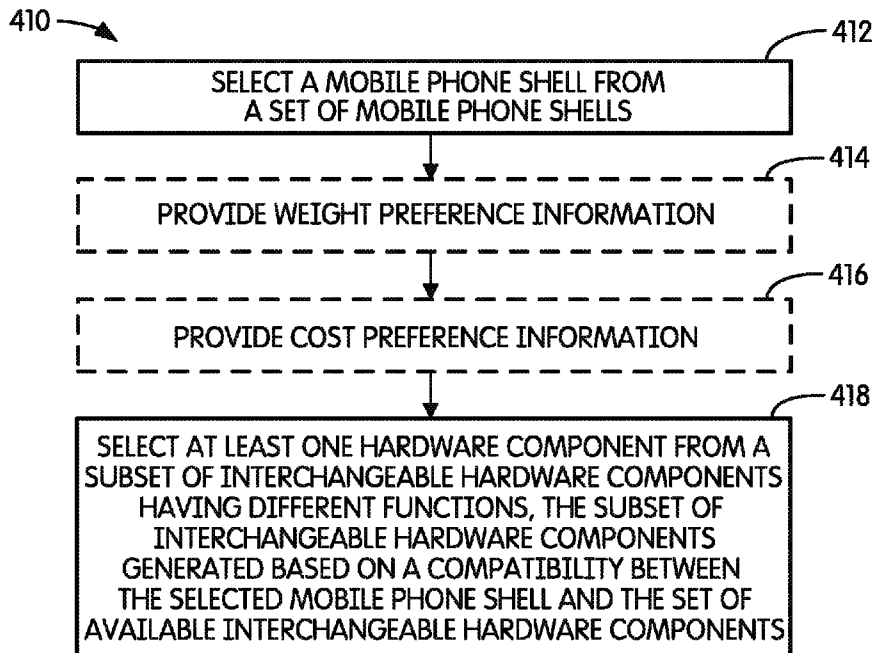 410
412
SELECT A MOBILE PHONE SHELL FROM
A SET OF MOBILE PHONE SHELLS
414
PROVIDE WEIGHT PREFERENCE INFORMATION
416
PROVIDE COST PREFERENCE INFORMATION
418
SELECT AT LEAST ONE HARDWARE COMPONENT FROM A
SUBSET OF INTERCHANGEABLE HARDWARE COMPONENTS
HAVING DIFFERENT FUNCTIONS, THE SUBSET OF
INTERCHANGEABLE HARDWARE COMPONENTS
GENERATED BASED ON A COMPATIBILITY BETWEEN
THE SELECTED MOBILE PHONE SHELL AND THE SET OF
AVAILABLE INTERCHANGEABLE HARDWARE COMPONENTS